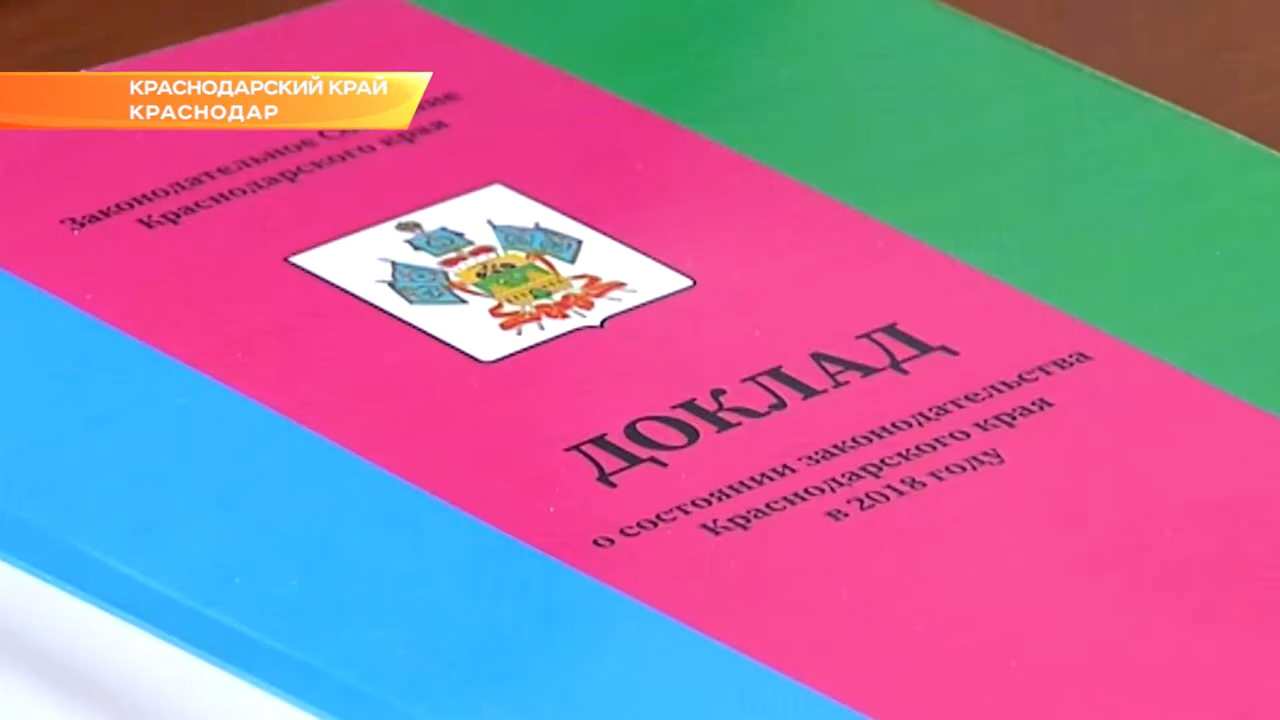 КРАСНОДАРСКИЙ КРАЙ
КРАСНОДАР
Законодательное
Краснодарского края
ДОКЛАД
о состоянии законодательства
Краснодарского края
в 2018 году